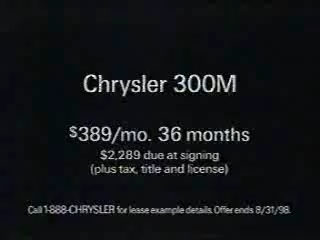 Chrysler 300M
$389/mo. 36 months
$2,289 due at signing
(plus tax, title and license)
Call 1-888-CHRYSLER for lease example details. Offer ends 8/31/98.